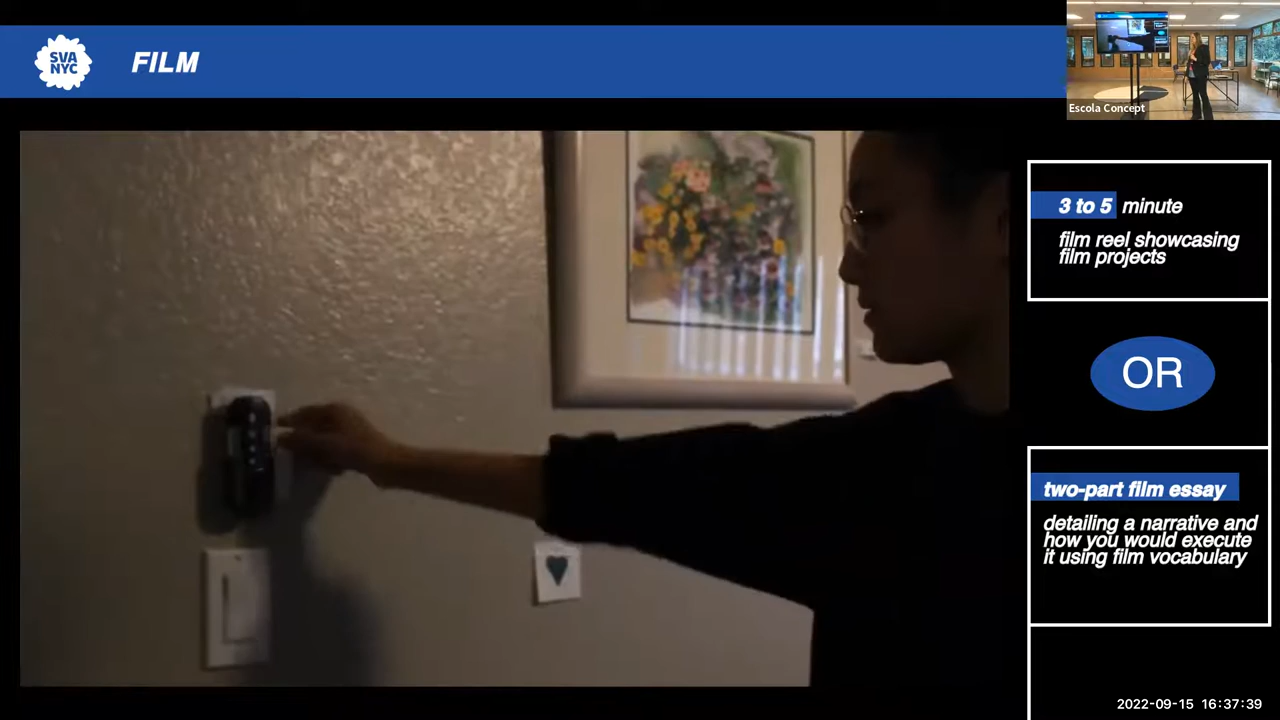 SVA
NYC
FILM
Escola Concept
3 to 5 minute
film reel showcasing
film projects
OR
two-part film essay
detailing a narrative and
how you would execute
it using film vocabulary
2022-09-15 16:37:39